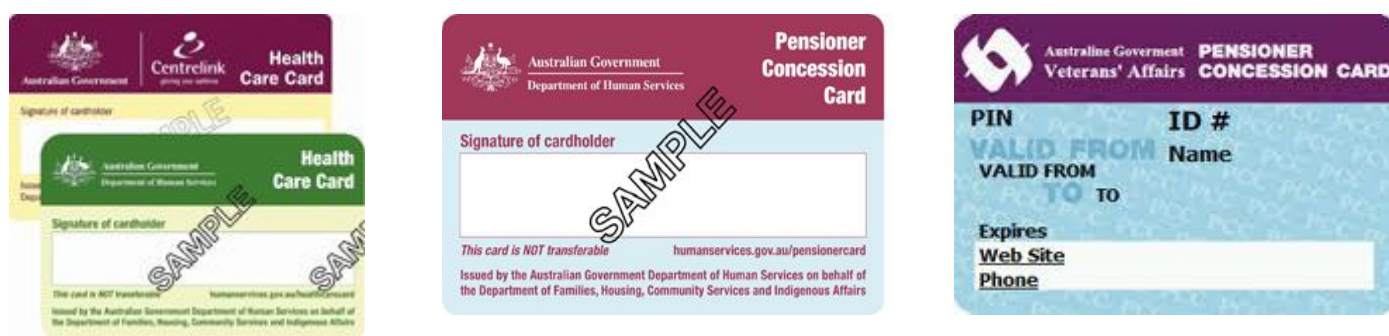 Australian Government
Centrelink
giving you options
Health
Care Card
Signature of cardholder
SAMPLE
Australian Government
Department of Human Services
Health
Care Card
Signature of cardholder
SAMPLE
SAMPLE
This card is NOT transferable
humanservices.gov.au/healthcarecard
Issued by the Australian Government Department of Human Services on behalf of
the Department of Families, Housing, Community Services and Indigenous Affairs
Australian Government
Department of Human Services
Pensioner
Concession
Card
Signature of cardholder
SAMPLE
This card is NOT transferable
humanservices.gov.au/pensionercard
Issued by the Australian Government Department of Human Services on behalf of
the Department of Families, Housing, Community Services and Indigenous Affairs
Australine Goverment
Veterans' Affairs
PENSIONER
CONCESSION CARD
PIN
ID #
VALID FROM
Name
VALID FROM
TO
TO
Expires
Web Site
Phone